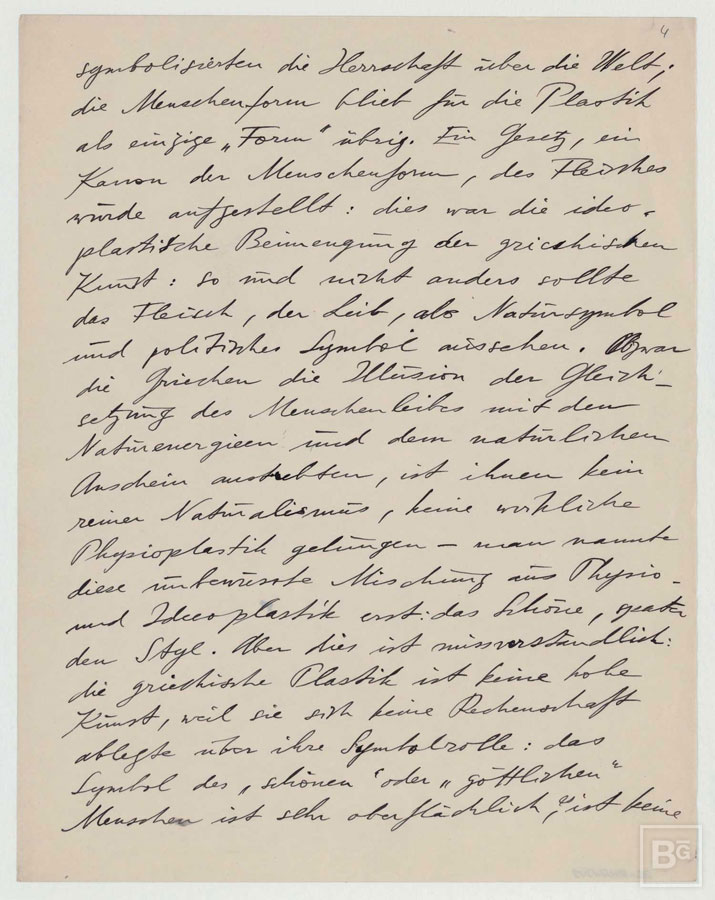 4
symbolisierten die Herrschaft über die Welt;
die Menschenform blieb für die Plastik
als einzige „Form" übrig. Ein Gesetz, ein
Kanon der Menschenform, des Fleisches
wurde aufgestellt: dies war die ideo-
plastische Beimengung der griechischen
Kunst: so und nicht anders sollte
das Fleisch, der Leib, als Natursymbol
und politisches Symbol aussehen. Obzwar
die Griechen die Illusion der Gleich-
setzung des Menschenleibes mit den
Naturenergieen und dem natürlichen
Anschein anstrebten, ist ihnen kein
reiner Naturalismus, keine wirkliche
Physioplastik gelungen – man nannte
diese unbewusste Mischung aus Physio-
und Ideoplastik erst: das Schöne, später
den Styl. Aber dies ist missverständlich:
die griechische Plastik ist keine hohe
Kunst, weil sie sich keine Rechenschaft
ablegte über ihre Symbolrolle: das
Symbol des „schönen" oder „göttlichen"
Menschen ist sehr oberflächlich, ist keine
BG